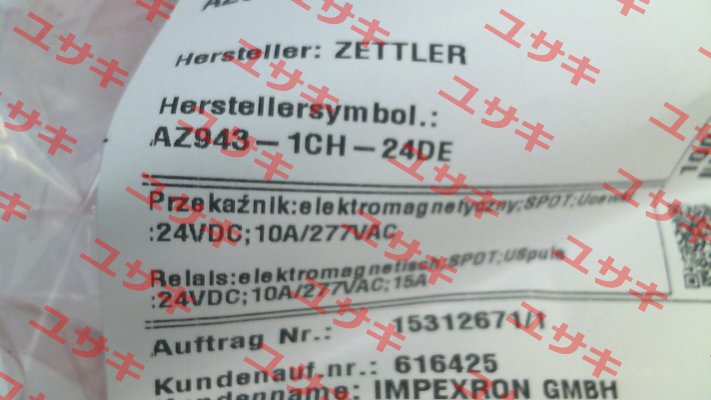 Hersteller: ZETTLER
Herstellersymbol.:
AZ943-1CH-24DE
Przekaźnik:elektromagnetyczny;SPDT;Ucewki
:24VDC;10A/277VAC
Relais:elektromagnetisch;SPDT;USpule
:24VDC;10A/277VAC;15A
Auftrag Nr.: 15312671/1
Kundenauf.nr.: 616425
Kundenname: IMPEXRON GMBH
ユサキ